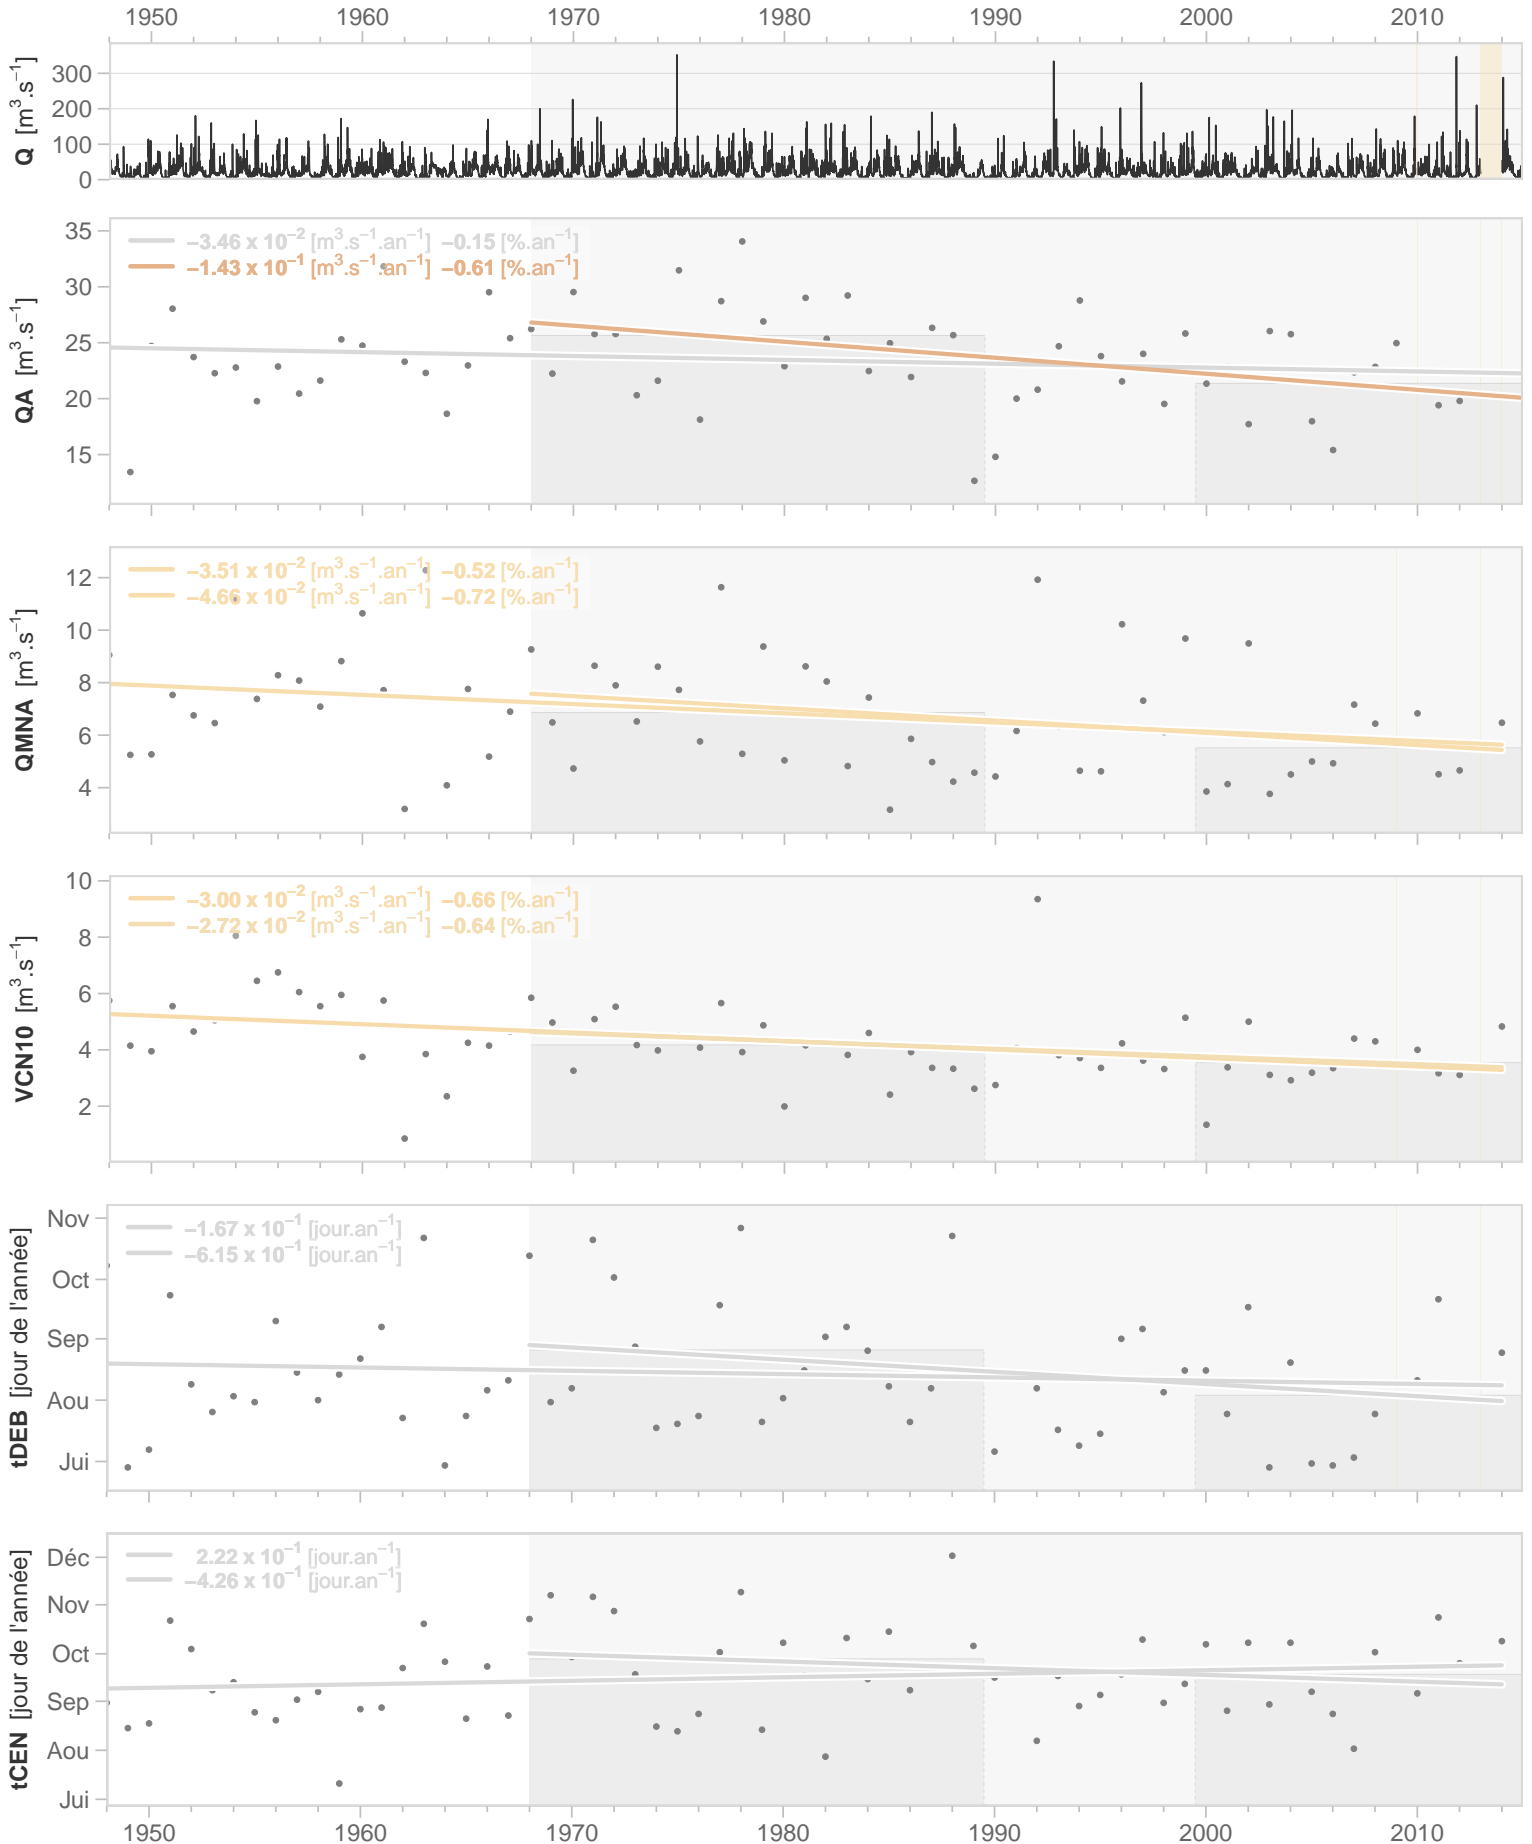 1950 1960 1970 1980 1990 2000 2010
Q [m³.s⁻¹]
300
200
100
0
QA [m³.s⁻¹]
35
30
25
20
15
−3.46 x 10⁻² [m³.s⁻¹.an⁻¹] −0.15 [%.an⁻¹]
−1.43 x 10⁻¹ [m³.s⁻¹.an⁻¹] −0.61 [%.an⁻¹]
QMNA [m³.s⁻¹]
12
10
8
6
4
−3.51 x 10⁻² [m³.s⁻¹.an⁻¹] −0.52 [%.an⁻¹]
−4.66 x 10⁻² [m³.s⁻¹.an⁻¹] −0.72 [%.an⁻¹]
VCN10 [m³.s⁻¹]
10
8
6
4
2
−3.00 x 10⁻² [m³.s⁻¹.an⁻¹] −0.66 [%.an⁻¹]
−2.72 x 10⁻² [m³.s⁻¹.an⁻¹] −0.64 [%.an⁻¹]
tDEB [jour de l'année]
Nov
Oct
Sep
Aou
Jui
−1.67 x 10⁻¹ [jour.an⁻¹]
−6.15 x 10⁻¹ [jour.an⁻¹]
tCEN [jour de l'année]
Déc
Nov
Oct
Sep
Aou
Jui
2.22 x 10⁻¹ [jour.an⁻¹]
−4.26 x 10⁻¹ [jour.an⁻¹]
1950 1960 1970 1980 1990 2000 2010